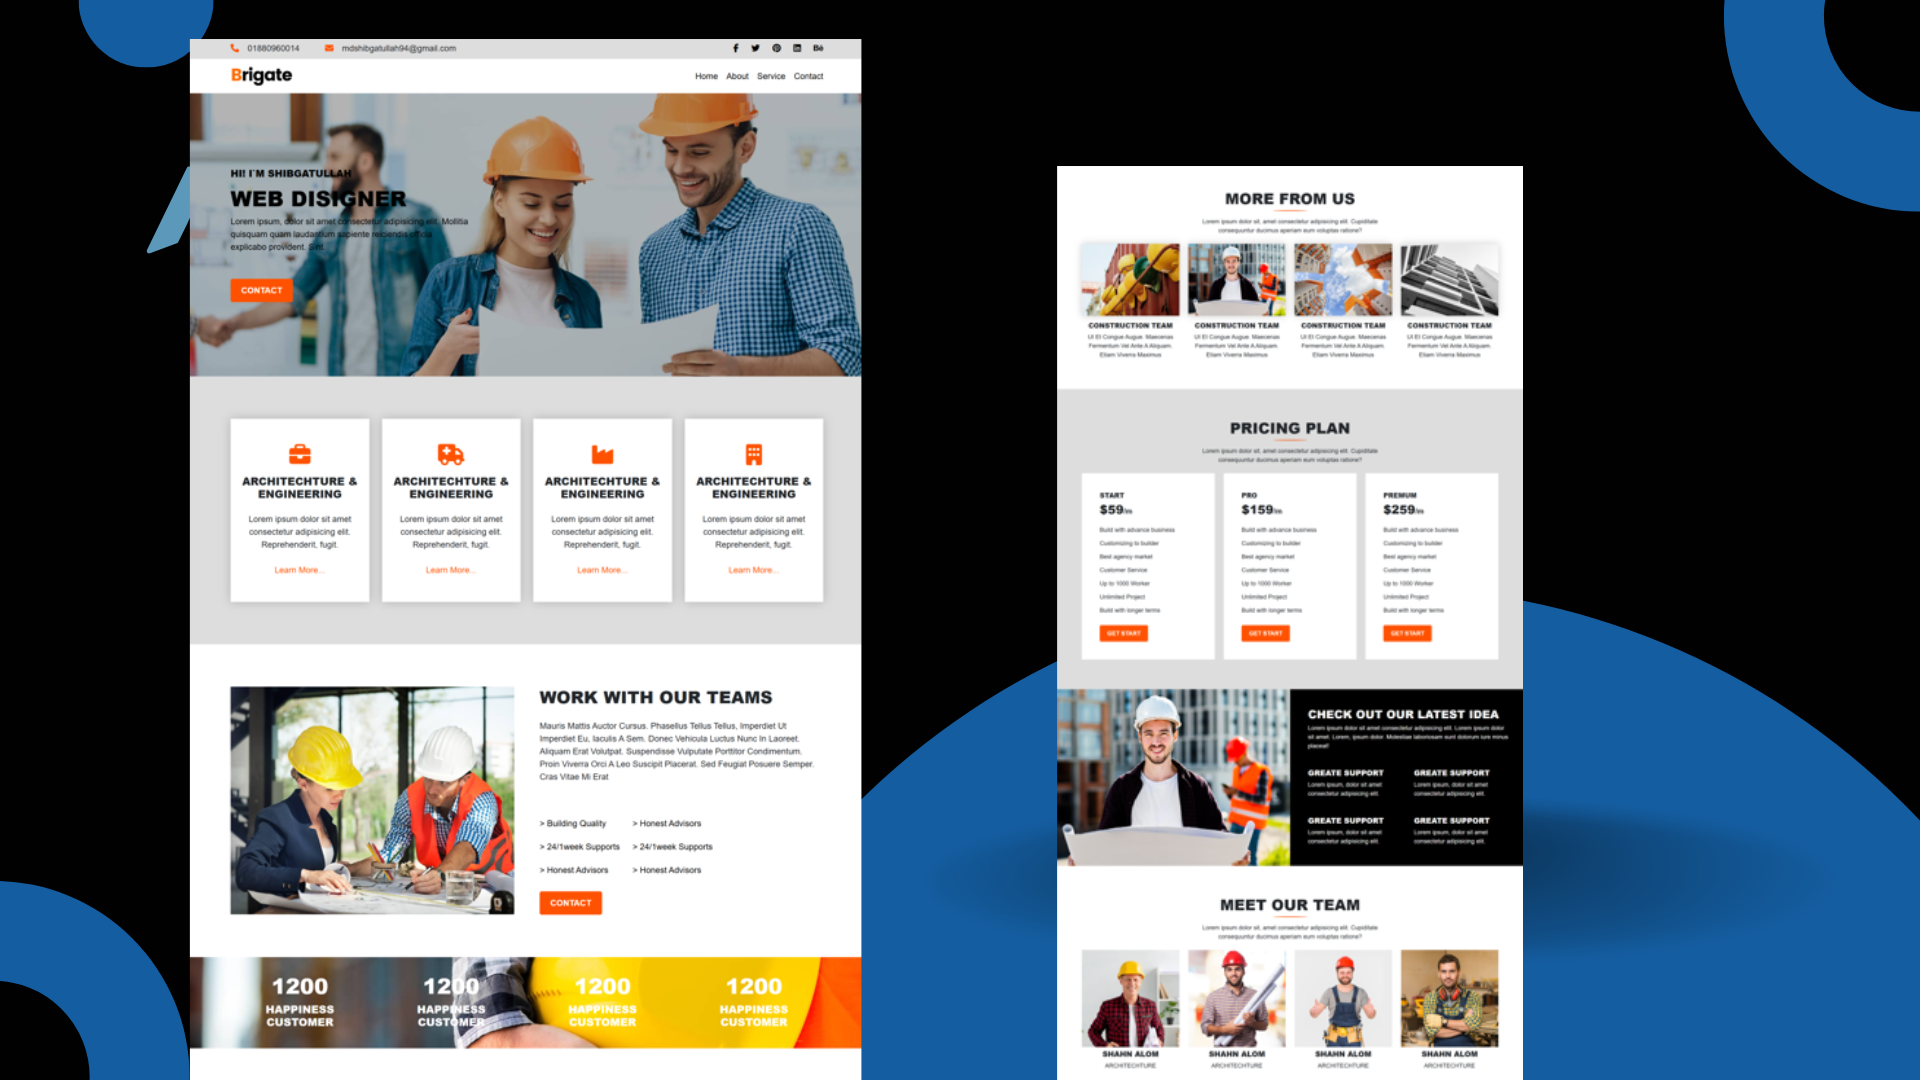 01880960014
mdshibgatullah94@gmail.com
Bē
Brigate
Home About Service Contact
HI! I'M SHIBGATULLAH
WEB DISIGNER
Lorem ipsum, dolor sit amet consectetur adipisicing elit. Mollitia
quisquam quam laudantium sapiente reiciendis officia
explicabo provident. Sint
CONTACT
ARCHITECHTURE &
ENGINEERING
Lorem ipsum dolor sit amet
consectetur adipisicing elit.
Reprehenderit, fugit.
Learn More...
ARCHITECHTURE &
ENGINEERING
Lorem ipsum dolor sit amet
consectetur adipisicing elit.
Reprehenderit, fugit.
Learn More...
ARCHITECHTURE &
ENGINEERING
Lorem ipsum dolor sit amet
consectetur adipisicing elit.
Reprehenderit, fugit.
Learn More...
ARCHITECHTURE &
ENGINEERING
Lorem ipsum dolor sit amet
consectetur adipisicing elit.
Reprehenderit, fugit.
Learn More...
WORK WITH OUR TEAMS
Mauris Mattis Auctor Cursus. Phasellus Tellus Tellus, Imperdiet Ut
Imperdiet Eu, Iaculis A Sem. Donec Vehicula Luctus Nunc In Laoreet.
Aliquam Erat Volutpat. Suspendisse Vulputate Porttitor Condimentum.
Proin Viverra Orci A Leo Suscipit Placerat. Sed Feugiat Posuere Semper.
Cras Vitae Mi Erat
> Building Quality > Honest Advisors
> 24/1week Supports > 24/1week Supports
> Honest Advisors > Honest Advisors
CONTACT
1200
HAPPINESS
CUSTOMER
1200
HAPPINESS
CUSTOMER
1200
HAPPINESS
CUSTOMER
1200
HAPPINESS
CUSTOMER
MORE FROM US
Lorem ipsum dolor sit, amet consectetur adipisicing elit. Cupiditate
consequuntur ducimus aperiam eum voluptas ratione?
CONSTRUCTION TEAM
Ut Et Congue Augue. Maecenas
Fermentum Vel Ante A Aliquam.
Etiam Viverra Maximus
CONSTRUCTION TEAM
Ut Et Congue Augue. Maecenas
Fermentum Vel Ante A Aliquam.
Etiam Viverra Maximus
CONSTRUCTION TEAM
Ut Et Congue Augue. Maecenas
Fermentum Vel Ante A Aliquam.
Etiam Viverra Maximus
CONSTRUCTION TEAM
Ut Et Congue Augue. Maecenas
Fermentum Vel Ante A Aliquam.
Etiam Viverra Maximus
PRICING PLAN
Lorem ipsum dolor sit, amet consectetur adipisicing elit. Cupiditate
consequuntur ducimus aperiam eum voluptas ratione?
START
$59/m
Build with advance business
Customizing to builder
Best agency market
Customer Service
Up to 1000 Worker
Unlimited Project
Build with longer terms
GET START
PRO
$159/m
Build with advance business
Customizing to builder
Best agency market
Customer Service
Up to 1000 Worker
Unlimited Project
Build with longer terms
GET START
PREMIUM
$259/m
Build with advance business
Customizing to builder
Best agency market
Customer Service
Up to 1000 Worker
Unlimited Project
Build with longer terms
GET START
CHECK OUT OUR LATEST IDEA
Lorem ipsum dolor sit amet consectetur adipisicing elit. Lorem ipsum dolor
sit amet. Lorem, ipsum dolor. Molestiae laboriosam sunt dolorum iure minus
placeat!
GREATE SUPPORT
Lorem ipsum, dolor sit amet
consectetur adipisicing elit.
GREATE SUPPORT
Lorem ipsum, dolor sit amet
consectetur adipisicing elit.
GREATE SUPPORT
Lorem ipsum, dolor sit amet
consectetur adipisicing elit.
GREATE SUPPORT
Lorem ipsum, dolor sit amet
consectetur adipisicing elit.
MEET OUR TEAM
Lorem ipsum dolor sit, amet consectetur adipisicing elit. Cupiditate
consequuntur ducimus aperiam eum voluptas ratione?
SHAHN ALOM
ARCHITECHTURE
SHAHN ALOM
ARCHITECHTURE
SHAHN ALOM
ARCHITECHTURE
SHAHN ALOM
ARCHITECHTURE